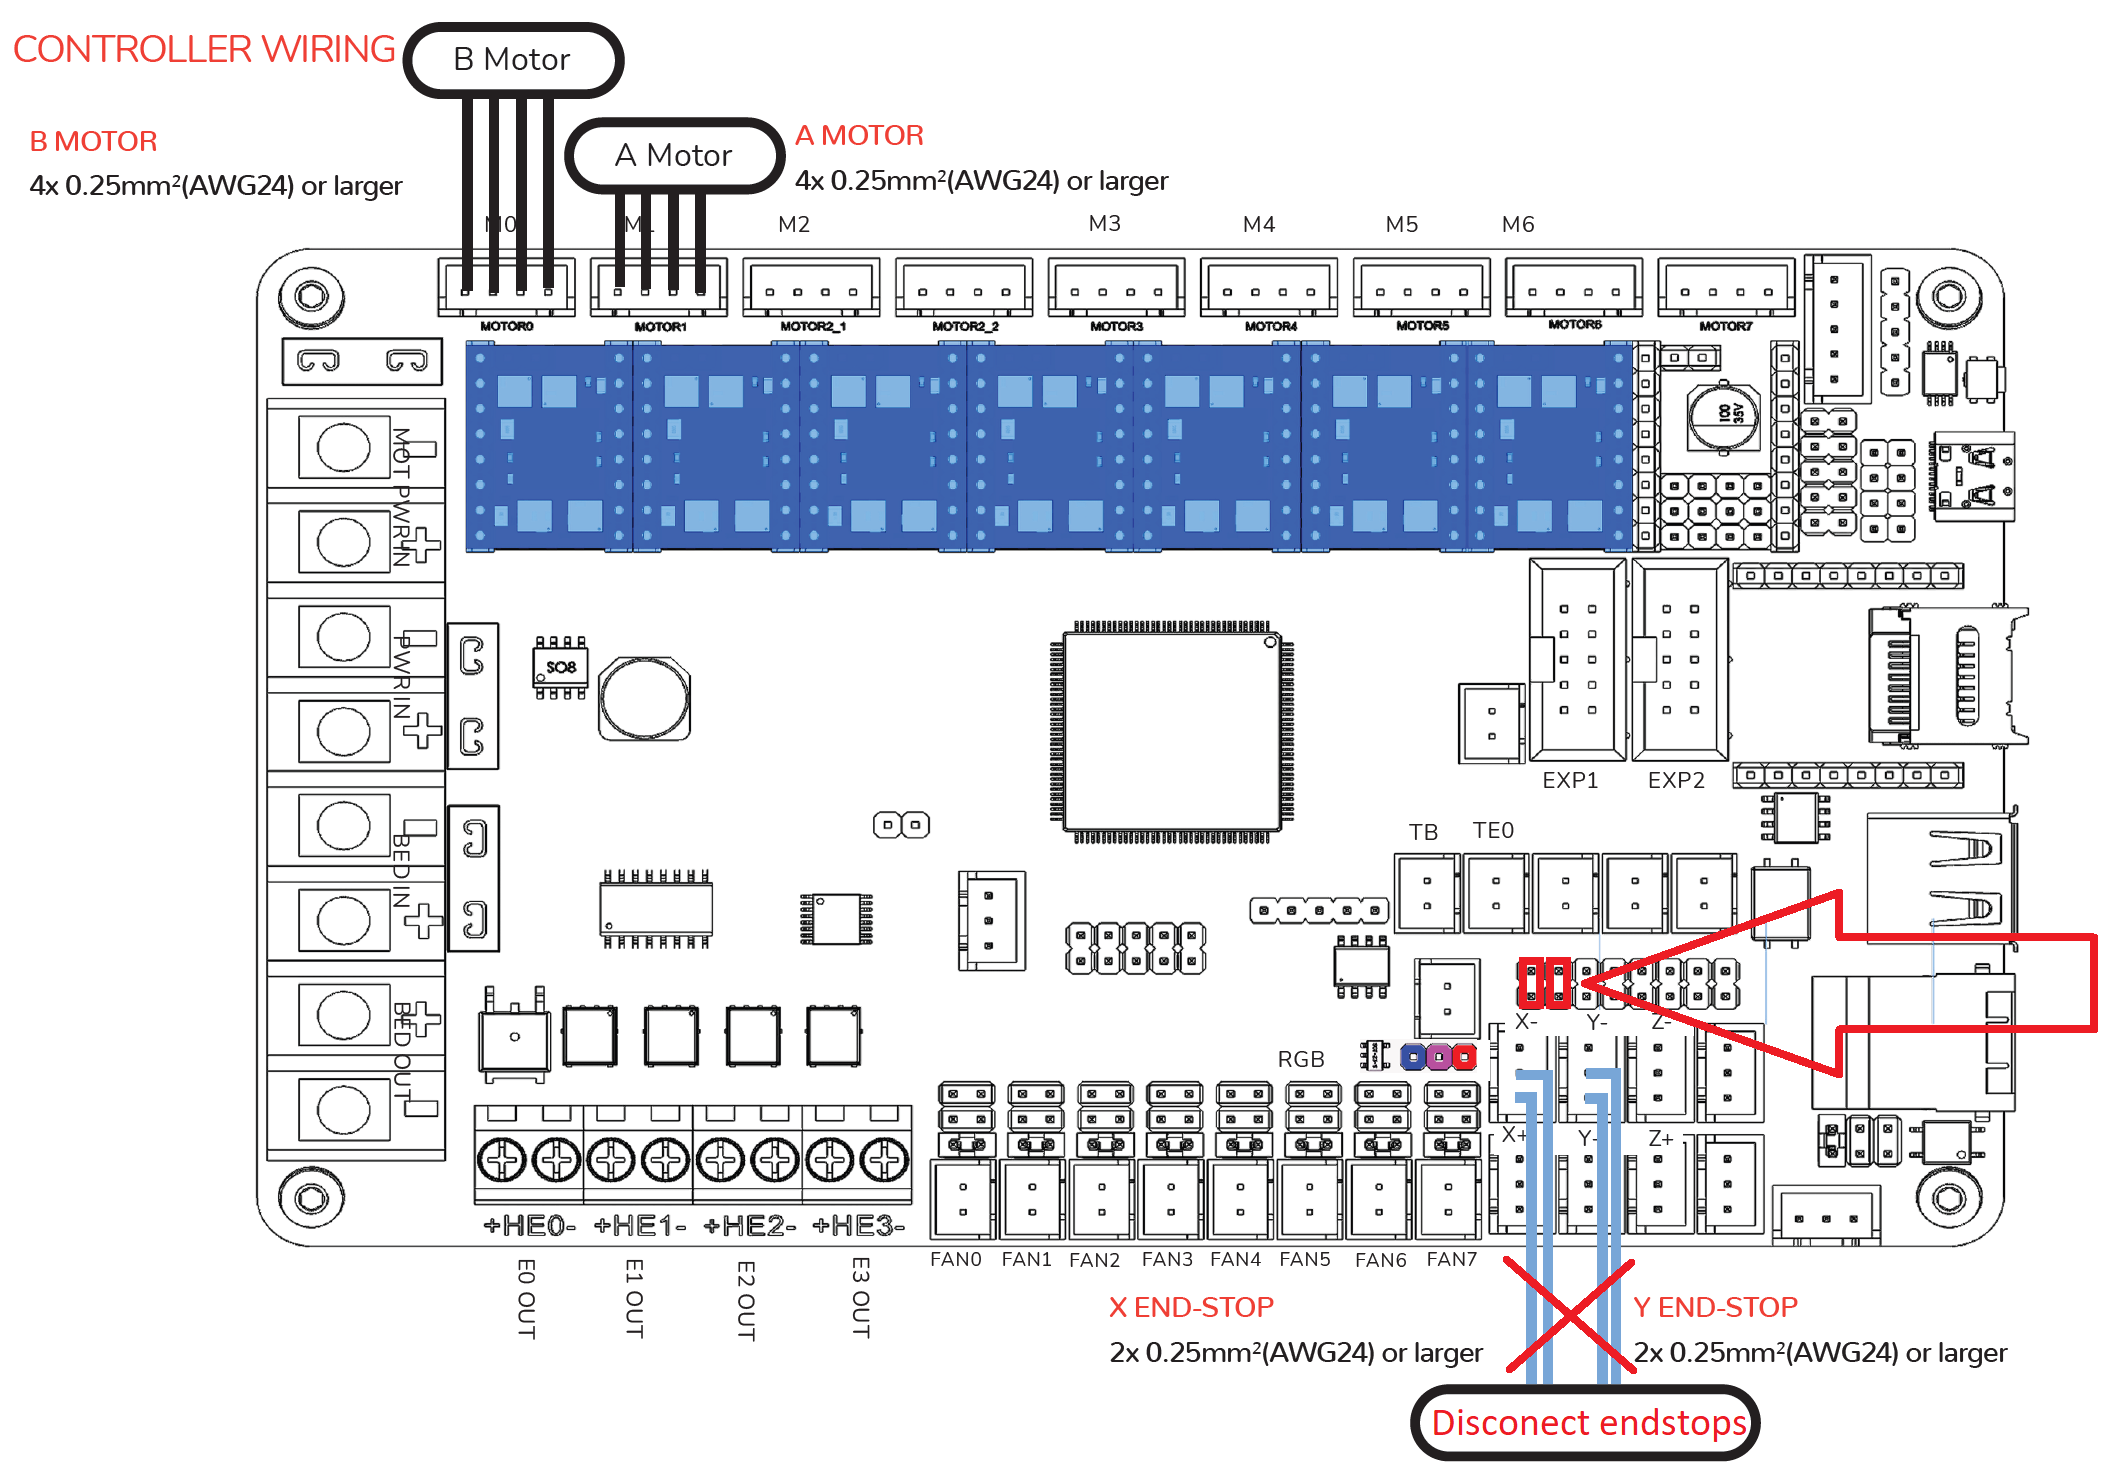 CONTROLLER WIRING
B Motor
B MOTOR
4x 0.25mm²(AWG24) or larger
A Motor
A MOTOR
4x 0.25mm²(AWG24) or larger
M0
M1
M2
M3
M4
M5
M6
MOTOR0
MOTOR1
MOTOR2_1
MOTOR2_2
MOTOR3
MOTOR4
MOTOR5
MOTOR6
MOTOR7
100
35V
MOT PWR IN
PWR IN
BED IN
BED OUT
SO8
EXP1
EXP2
TB
TE0
X-
Y-
Z-
RGB
X+
Y-
Z+
+HE0-
+HE1-
+HE2-
+HE3-
E0 OUT
E1 OUT
E2 OUT
E3 OUT
FAN0
FAN1
FAN2
FAN3
FAN4
FAN5
FAN6
FAN7
X END-STOP
2x 0.25mm²(AWG24) or larger
Y END-STOP
2x 0.25mm²(AWG24) or larger
Disconect endstops